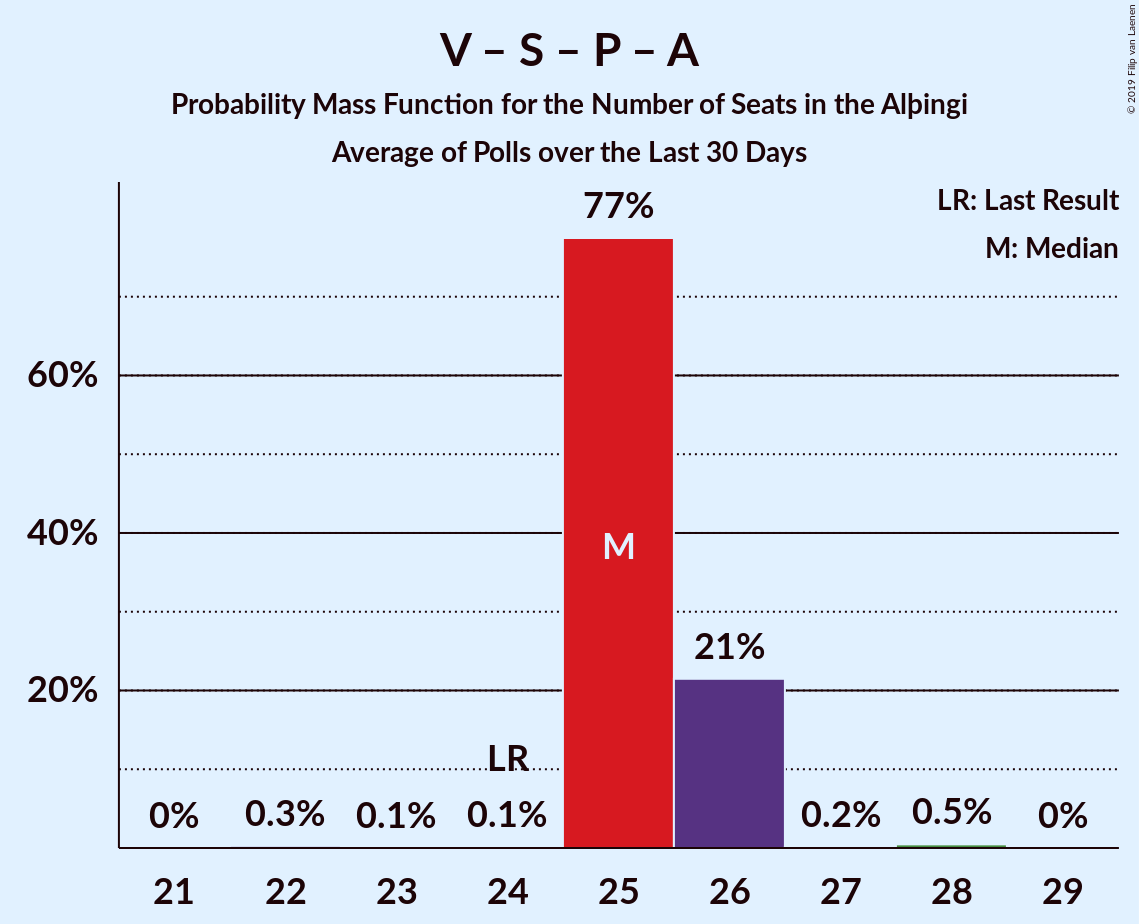 V – S – P – A
Probability Mass Function for the Number of Seats in the Alþingi
Average of Polls over the Last 30 Days
© 2019 Filip van Laenen
LR: Last Result
M: Median
77%
60%
40%
M
21%
20%
LR
0% 0.3% 0.1% 0.1% 0.2% 0.5% 0%
21 22 23 24 25 26 27 28 29